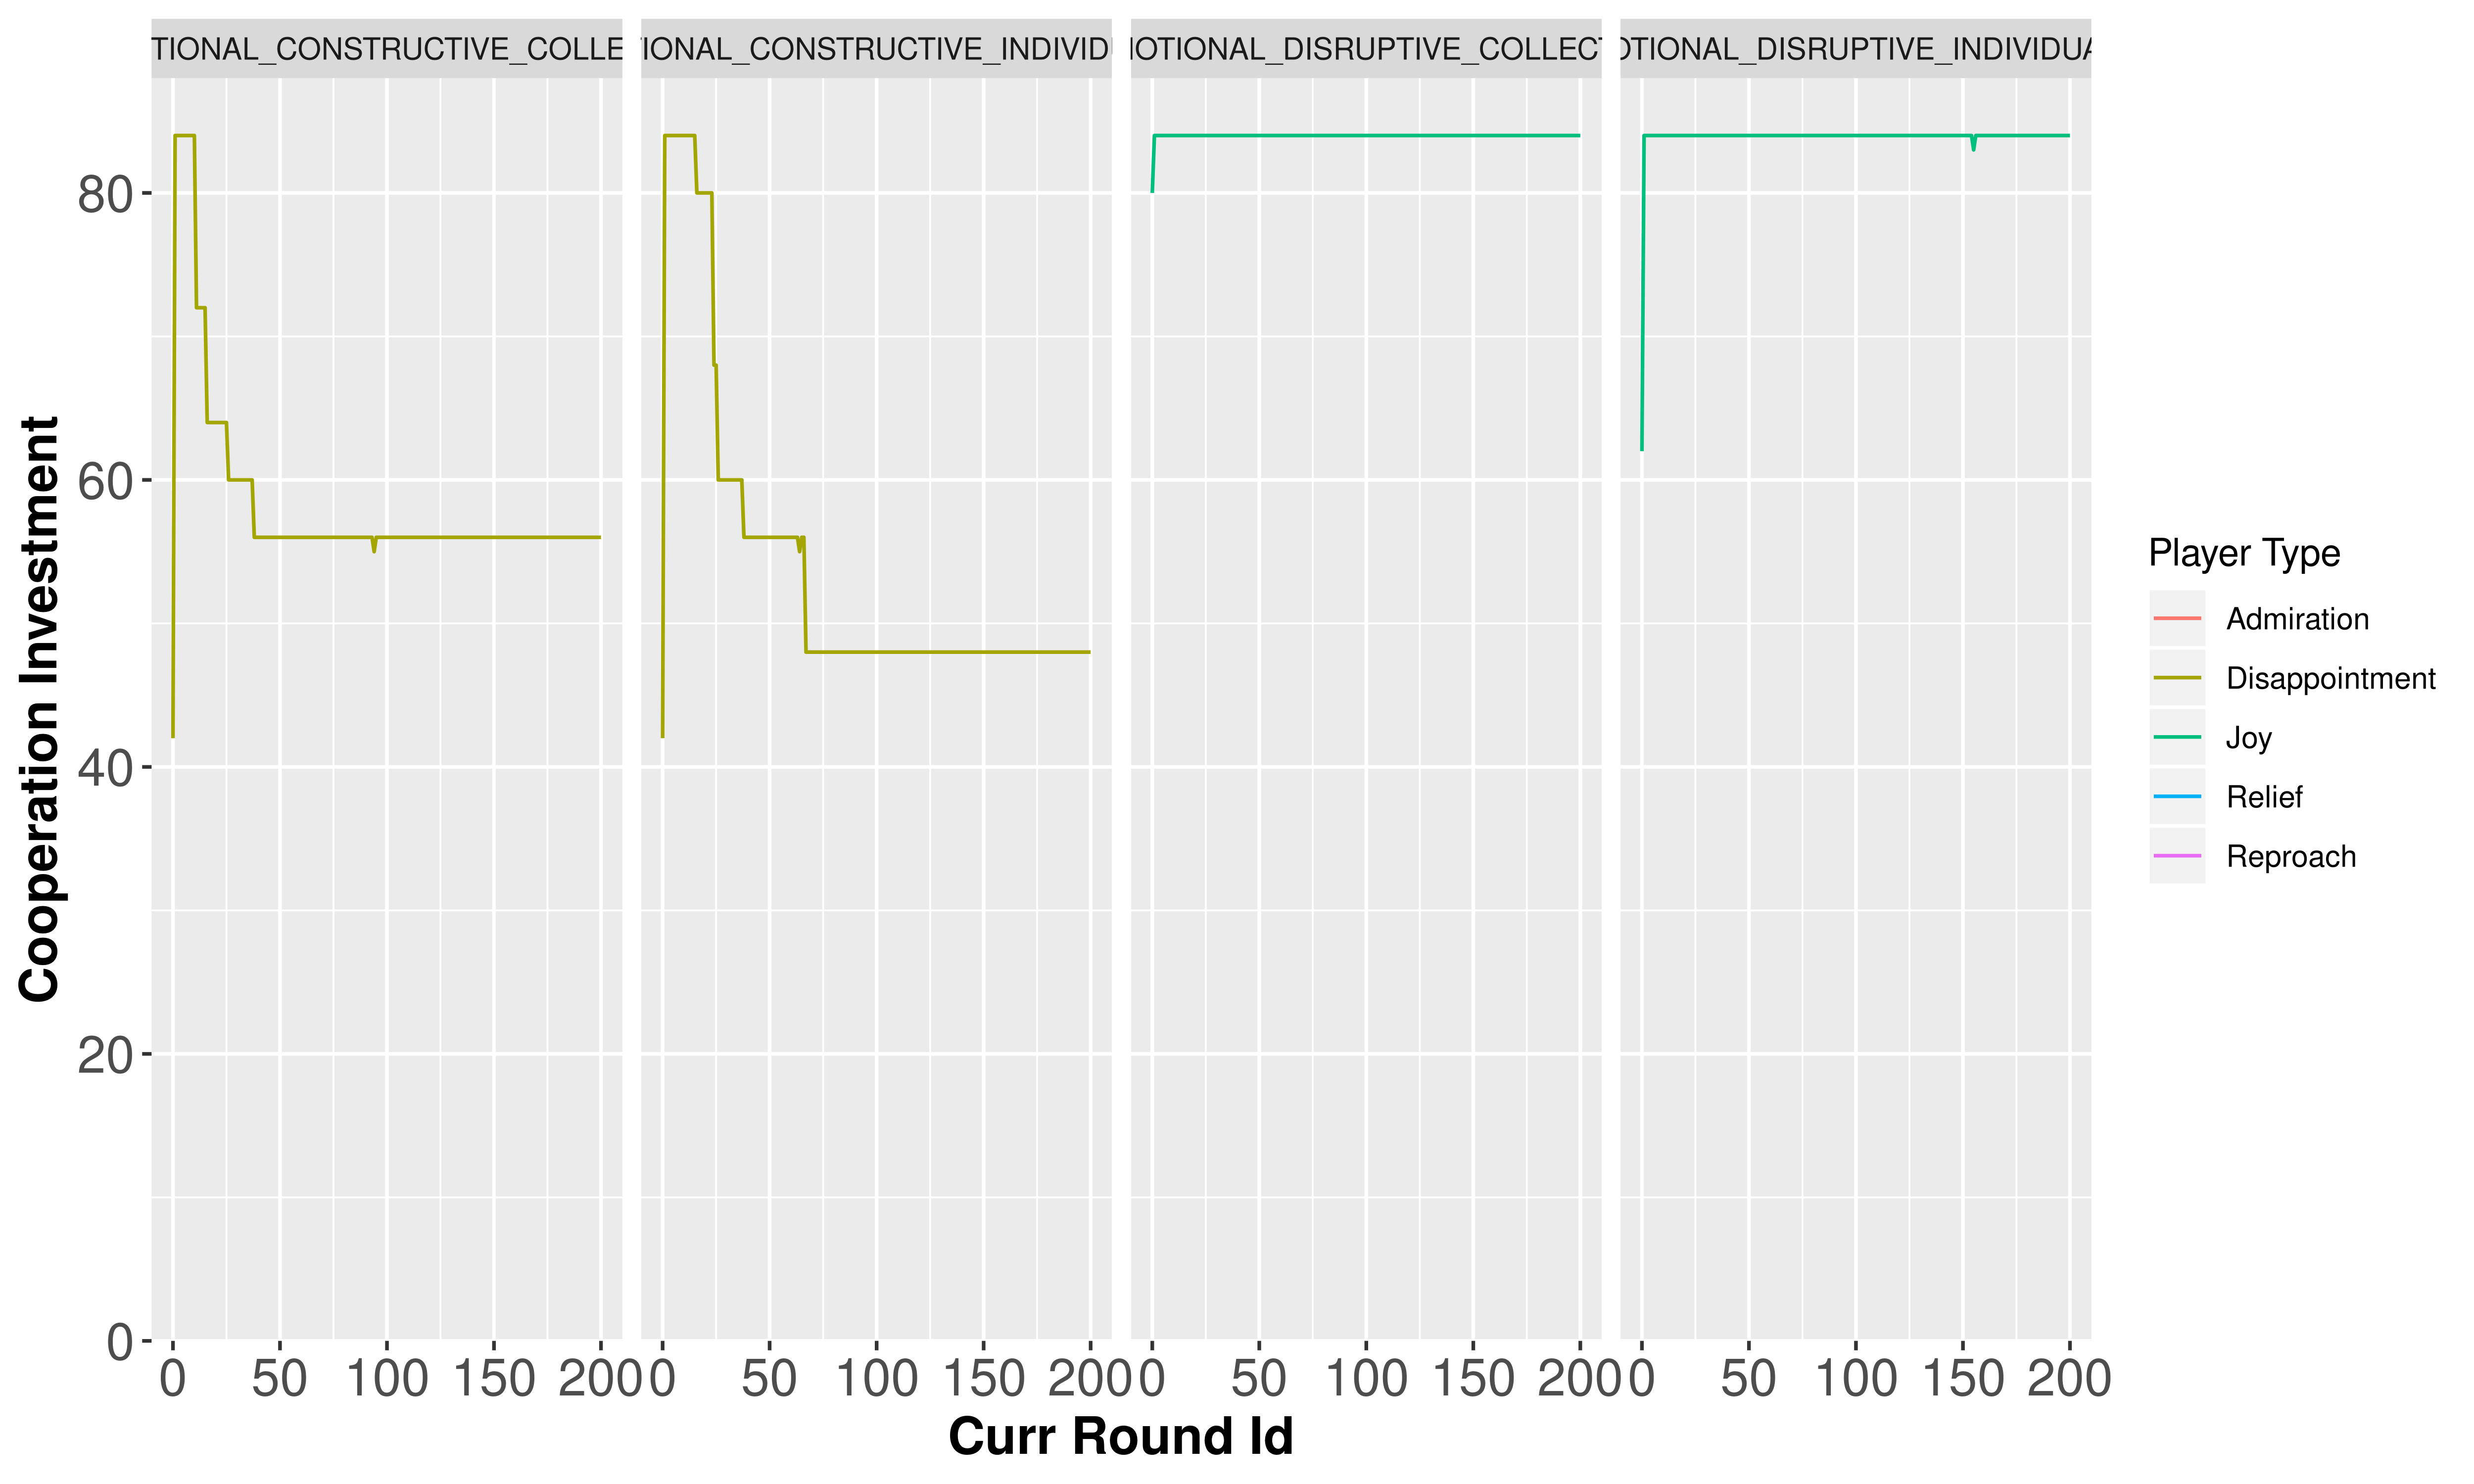 TIONAL_CONSTRUCTIVE_COLLE
IONAL_CONSTRUCTIVE_INDIVID
OTIONAL_DISRUPTIVE_COLLECT
OTIONAL_DISRUPTIVE_INDIVIDUA
Cooperation Investment
80
60
40
20
0
0 50 100 150 200
0 50 100 150 200
0 50 100 150 200
0 50 100 150 200
Curr Round Id
Player Type
Admiration
Disappointment
Joy
Relief
Reproach